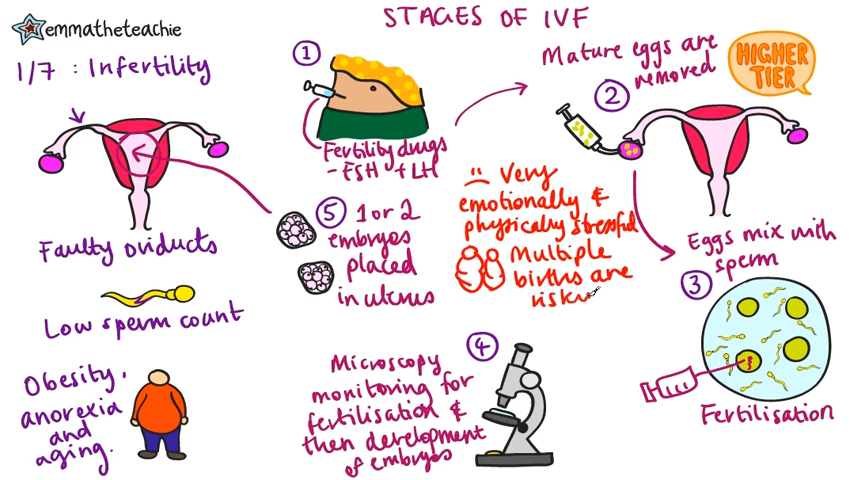 STAGES OF IVF
emmatheteachie
1/7 : Infertility
Faulty oviducts
Low sperm count
Obesity,
anorexia
and
aging.
1
Fertility drugs
- FSH + LH
Mature eggs are
removed
HIGHER
TIER
2
Eggs mix with
sperm
3
Fertilisation
4
Microscopy
monitoring for
fertilisation &
then development
of embryos
5
1 or 2
embryos
placed
in uterus
Very
emotionally &
physically stressful
Multiple
births are
risky